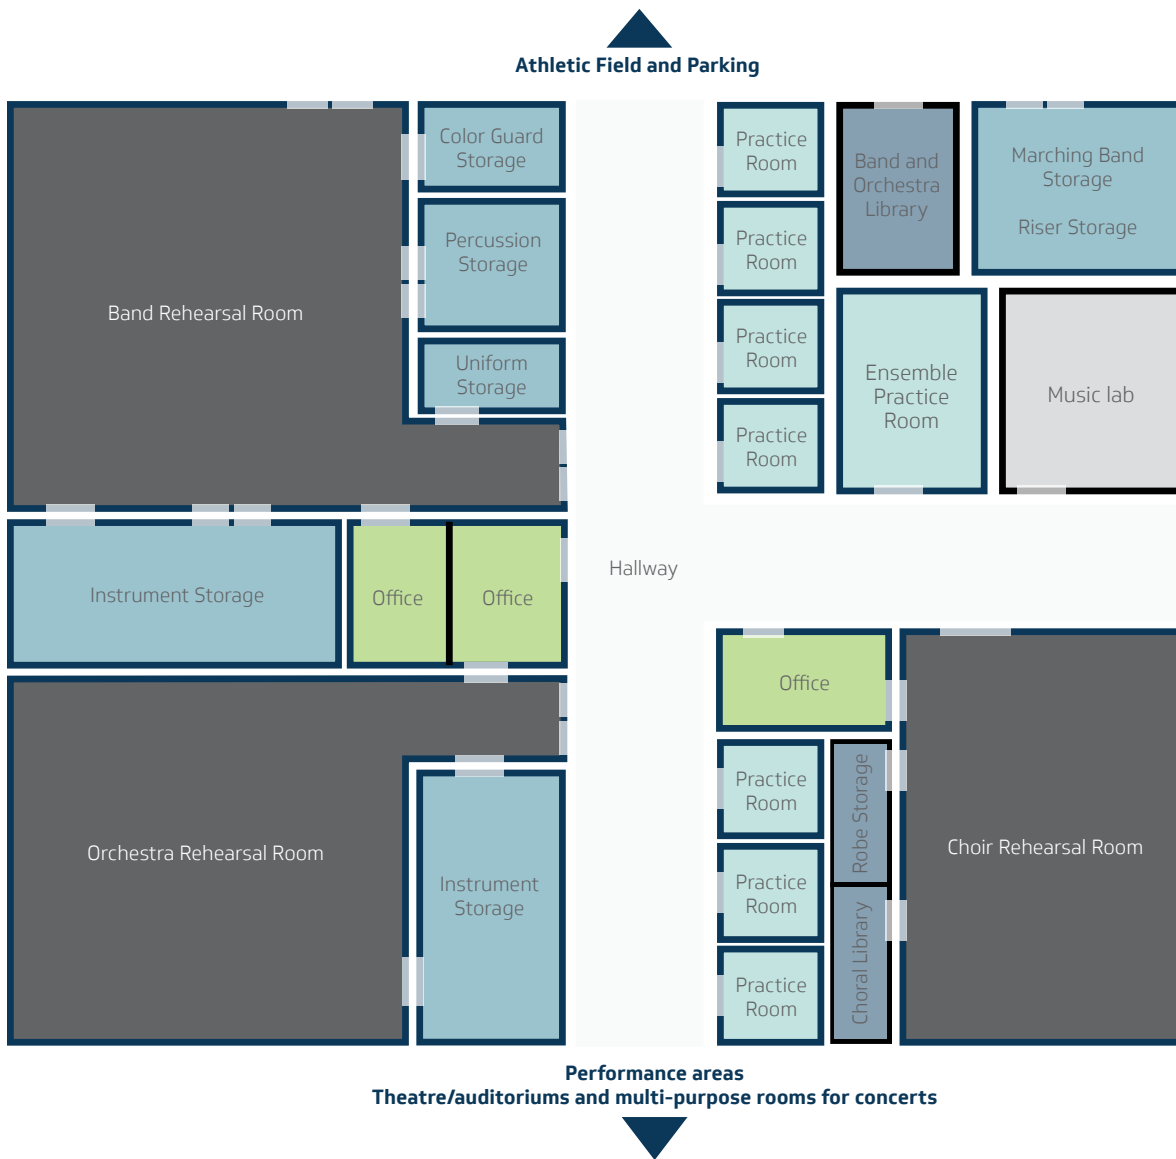 Athletic Field and Parking
Color Guard
Storage
Percussion
Storage
Uniform
Storage
Band Rehearsal Room
Practice
Room
Practice
Room
Practice
Room
Practice
Room
Band and
Orchestra
Library
Marching Band
Storage
Riser Storage
Ensemble
Practice
Room
Music lab
Instrument Storage
Office
Office
Hallway
Orchestra Rehearsal Room
Instrument
Storage
Office
Practice
Room
Practice
Room
Practice
Room
Robe Storage
Choral Library
Choir Rehearsal Room
Performance areas
Theatre/auditoriums and multi-purpose rooms for concerts